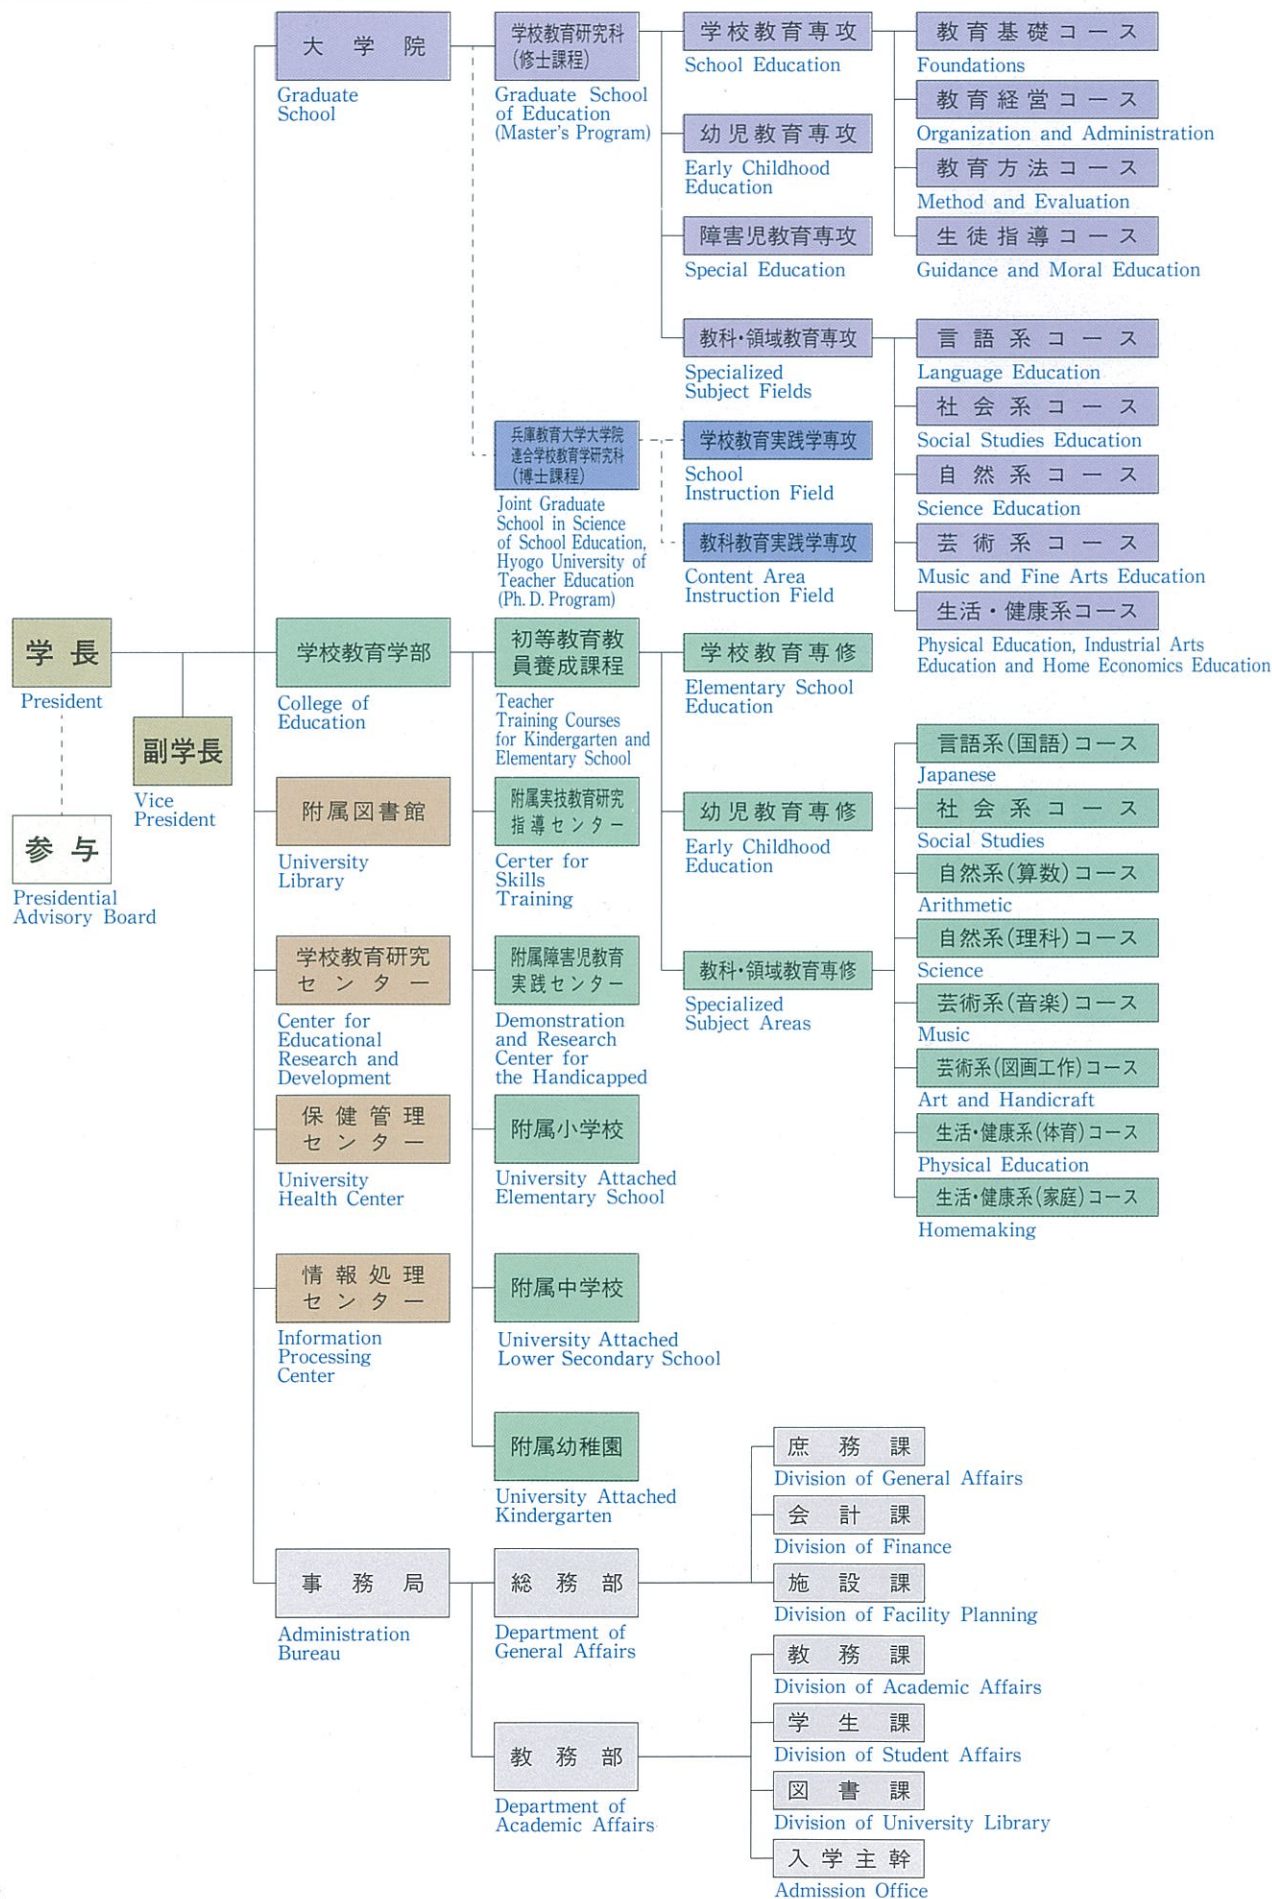 大学院
Graduate
School
学校教育研究科
(修士課程)
Graduate School
of Education
(Master's Program)
学校教育専攻
School Education
教育基礎コース
Foundations
教育経営コース
Organization and Administration
教育方法コース
Method and Evaluation
生徒指導コース
Guidance and Moral Education
幼児教育専攻
Early Childhood
Education
障害児教育専攻
Special Education
教科・領域教育専攻
Specialized
Subject Fields
言語系コース
Language Education
社会系コース
Social Studies Education
自然系コース
Science Education
芸術系コース
Music and Fine Arts Education
生活・健康系コース
Physical Education, Industrial Arts
Education and Home Economics Education
兵庫教育大学大学院
連合学校教育学研究科
(博士課程)
Joint Graduate
School in Science
of School Education,
Hyogo University of
Teacher Education
(Ph. D. Program)
学校教育実践学専攻
School
Instruction Field
教科教育実践学専攻
Content Area
Instruction Field
学長
President
副学長
Vice
President
参与
Presidential
Advisory Board
学校教育学部
College of
Education
初等教育教
員養成課程
Teacher
Training Courses
for Kindergarten and
Elementary School
学校教育専修
Elementary School
Education
幼児教育専修
Early Childhood
Education
教科・領域教育専修
Specialized
Subject Areas
言語系(国語)コース
Japanese
社会系コース
Social Studies
自然系(算数)コース
Arithmetic
自然系(理科)コース
Science
芸術系(音楽)コース
Music
芸術系(図画工作)コース
Art and Handicraft
生活・健康系(体育)コース
Physical Education
生活・健康系(家庭)コース
Homemaking
附属実技教育研究
指導センター
Certer for
Skills
Training
附属障害児教育
実践センター
Demonstration
and Research
Center for
the Handicapped
附属小学校
University Attached
Elementary School
附属中学校
University Attached
Lower Secondary School
附属幼稚園
University Attached
Kindergarten
附属図書館
University
Library
学校教育研究
センター
Center for
Educational
Research and
Development
保健管理
センター
University
Health Center
情報処理
センター
Information
Processing
Center
事務局
Administration
Bureau
総務部
Department of
General Affairs
庶務課
Division of General Affairs
会計課
Division of Finance
施設課
Division of Facility Planning
教務部
Department of
Academic Affairs
教務課
Division of Academic Affairs
学生課
Division of Student Affairs
図書課
Division of University Library
入学主幹
Admission Office